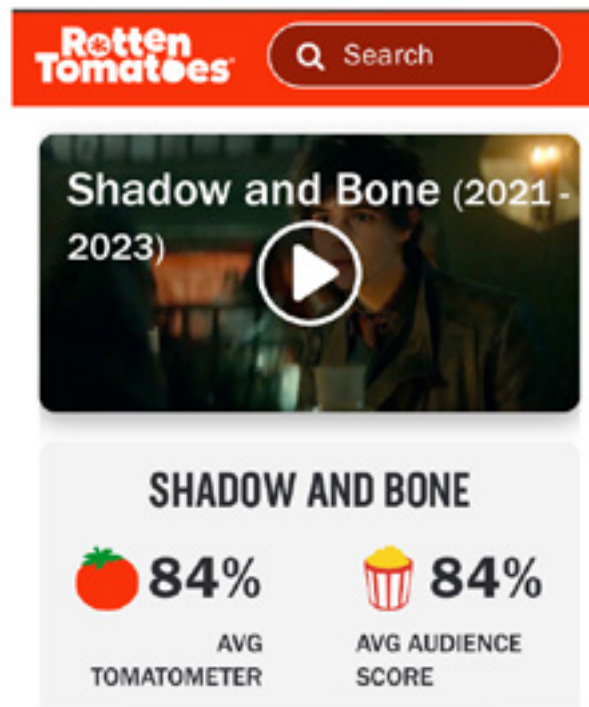 Rotten
Tomatoes
Search
Shadow and Bone (2021 -
2023)
SHADOW AND BONE
84% 84%
AVG AVG AUDIENCE
TOMATOMETER SCORE